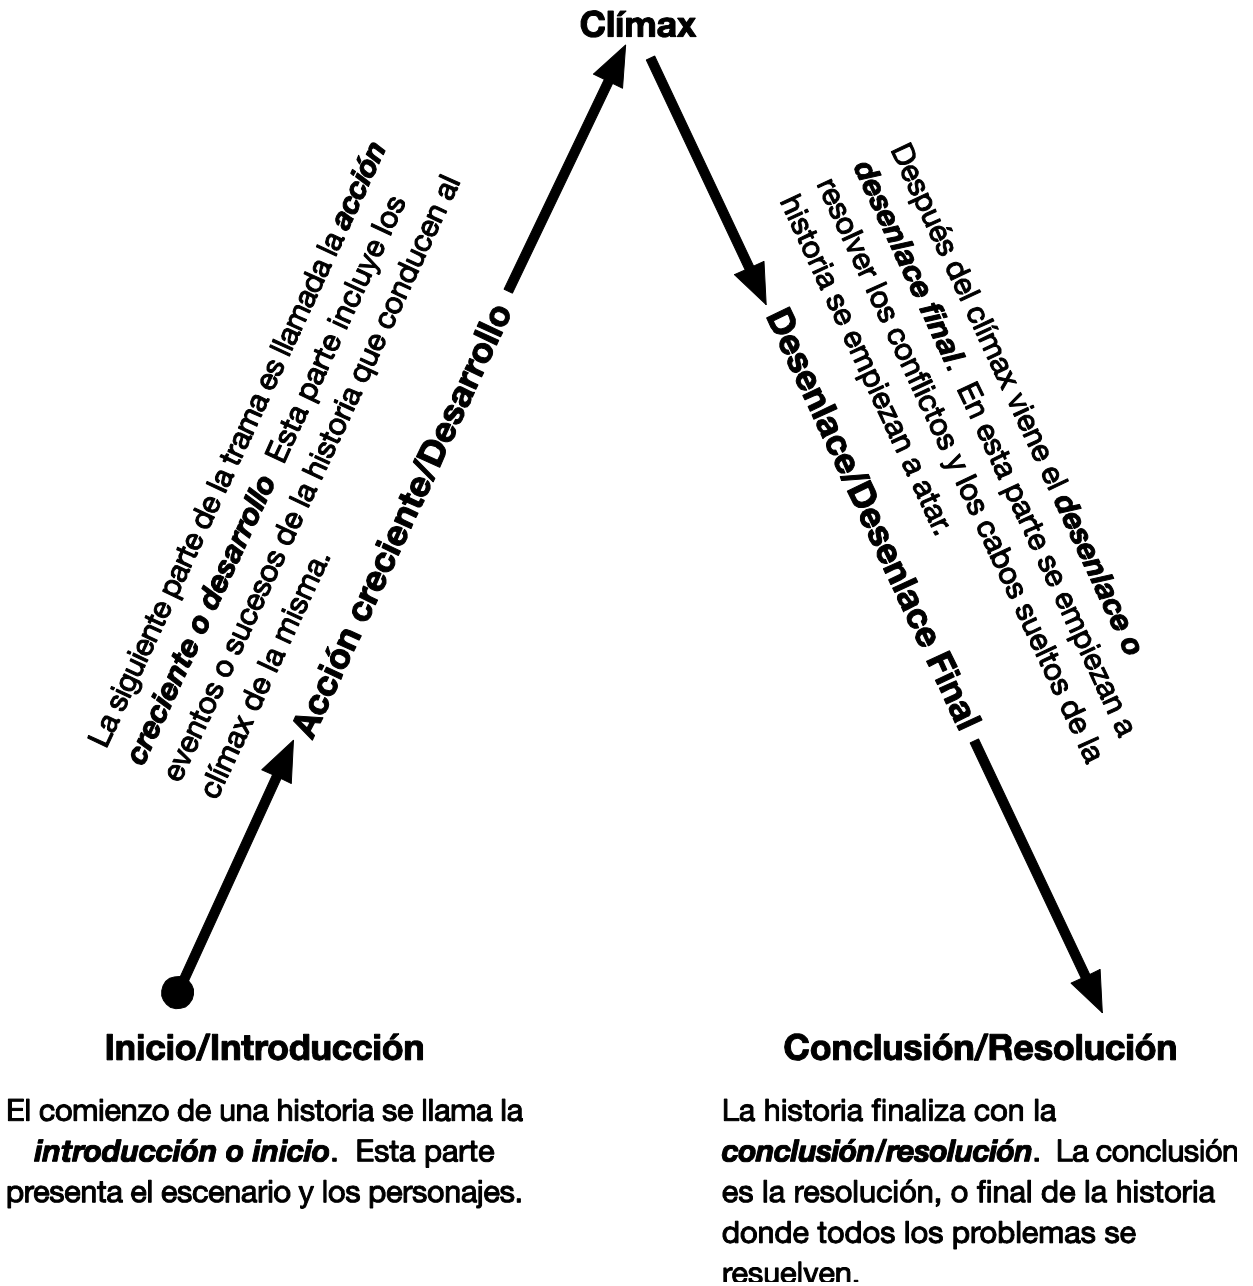 Clímax
La siguiente parte de la trama es llamada la acción
creciente o desarrollo Esta parte incluye los
eventos o sucesos de la historia que conducen al
clímax de la misma.
Acción creciente/Desarrollo
Después del clímax viene el desenlace o
desenlace final. En esta parte se empiezan a
resolver los conflictos y los cabos sueltos de la
historia se empiezan a atar.
Desenlace/Desenlace Final
Inicio/Introducción
El comienzo de una historia se llama la
introducción o inicio. Esta parte
presenta el escenario y los personajes.
Conclusión/Resolución
La historia finaliza con la
conclusión/resolución. La conclusión
es la resolución, o final de la historia
donde todos los problemas se
resuelven.